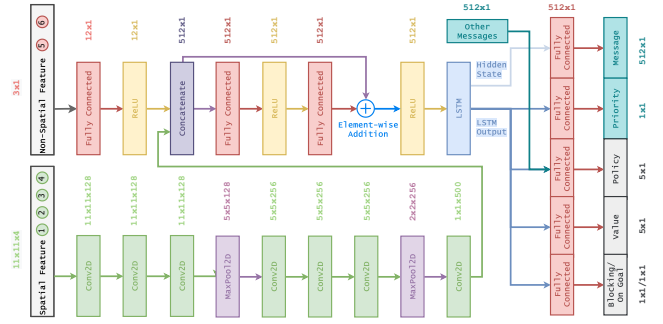 3x1
Non-Spatial Feature 5 6
12x1
Fully Connected
12x1
ReLU
512x1
Concatenate
512x1
Fully Connected
512x1
ReLU
512x1
Fully Connected
Element-wise
Addition
512x1
ReLU
LSTM
512x1
Other
Messages
Hidden
State
LSTM
Output
512x1
Fully Connected
Message
512x1
Fully Connected
Priority
1x1
Fully Connected
Policy
5x1
Fully Connected
Value
5x1
Fully Connected
Blocking/
On Goal
1x1/1x1
11x11x4
Spatial Feature 1 2 3 4
11x11x128
Conv2D
11x11x128
Conv2D
11x11x128
Conv2D
5x5x128
MaxPool2D
5x5x256
Conv2D
5x5x256
Conv2D
5x5x256
Conv2D
2x2x256
MaxPool2D
1x1x500
Conv2D